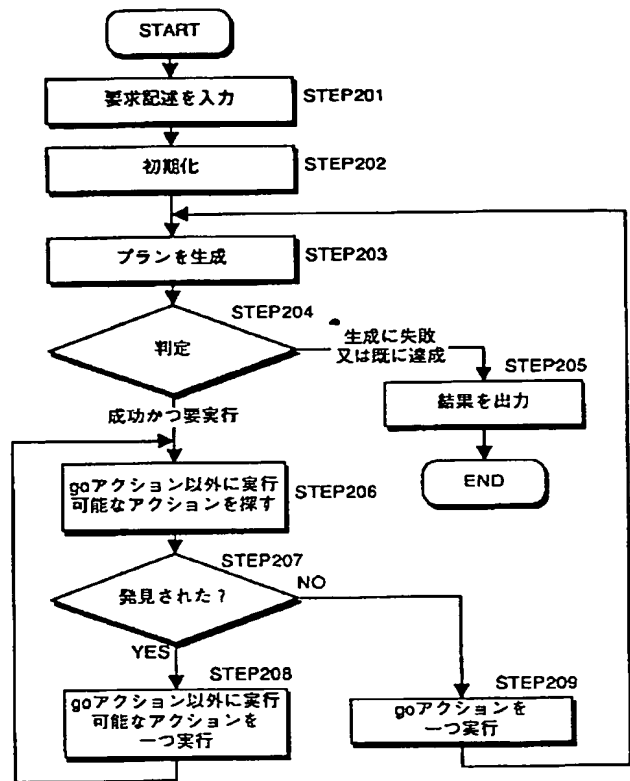 START
要求記述を入力
STEP201
初期化
STEP202
プランを生成
STEP203
STEP204
判定
生成に失敗
又は既に達成
STEP205
結果を出力
成功かつ要実行
END
goアクション以外に実行
可能なアクションを探す
STEP206
STEP207
発見された?
NO
YES
STEP208
goアクション以外に実行
可能なアクションを
一つ実行
STEP209
goアクションを
一つ実行